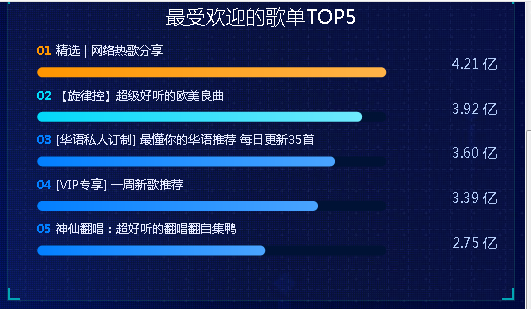 最受欢迎的歌单TOP5
01 精选 | 网络热歌分享
4.21 亿
02 【旋律控】超级好听的欧美良曲
3.92 亿
03 [华语私人订制] 最懂你的华语推荐 每日更新35首
3.60 亿
04 [VIP专享] 一周新歌推荐
3.39 亿
05 神仙翻唱：超好听的翻唱翻自集鸭
2.75 亿